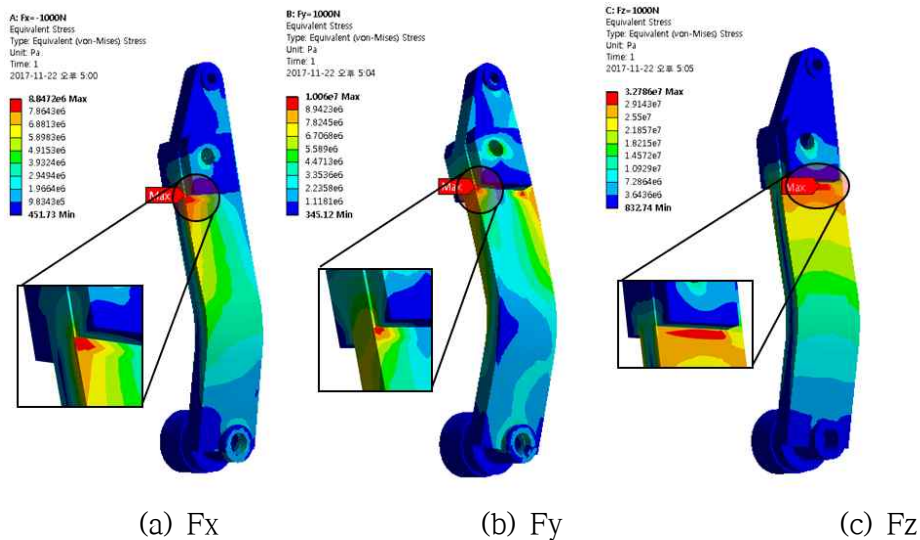 A: Fx=-1000N
Equivalent Stress
Type: Equivalent (von-Mises) Stress
Unit: Pa
Time: 1
2017-11-22 오후 5:00
8.8472e6 Max
7.8643e6
6.8813e6
5.8983e6
4.9153e6
3.9324e6
2.9494e6
1.9664e6
9.8343e5
451.73 Min
Max
B: Fy=1000N
Equivalent Stress
Type: Equivalent (von-Mises) Stress
Unit: Pa
Time: 1
2017-11-22 오후 5:04
1.006e7 Max
8.9423e6
7.8245e6
6.7068e6
5.589e6
4.4713e6
3.3536e6
2.2358e6
1.1181e6
345.12 Min
Max
C: Fz=1000N
Equivalent Stress
Type: Equivalent (von-Mises) Stress
Unit: Pa
Time: 1
2017-11-22 오후 5:05
3.2786e7 Max
2.9143e7
2.55e7
2.1857e7
1.8215e7
1.4572e7
1.0929e7
7.2864e6
3.6436e6
832.74 Min
Max
(a) Fx
(b) Fy
(c) Fz